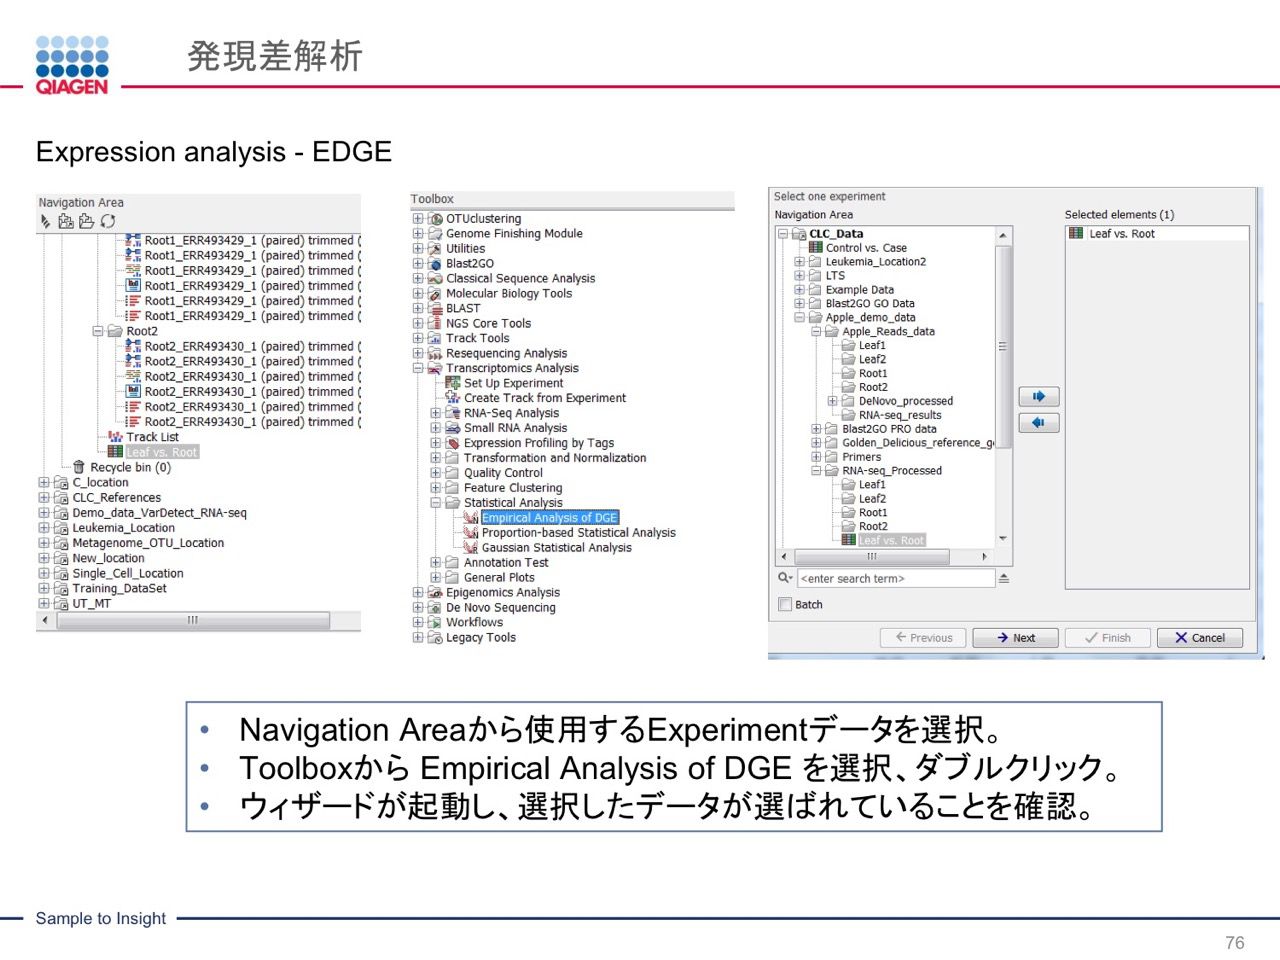 QIAGEN
発現差解析
Expression analysis - EDGE
Navigation Area
Root1_ERR493429_1 (paired) trimmed (
Root1_ERR493429_1 (paired) trimmed (
Root1_ERR493429_1 (paired) trimmed (
Root1_ERR493429_1 (paired) trimmed (
Root1_ERR493429_1 (paired) trimmed (
Root1_ERR493429_1 (paired) trimmed (
Root2
Root2_ERR493430_1 (paired) trimmed (
Root2_ERR493430_1 (paired) trimmed (
Root2_ERR493430_1 (paired) trimmed (
Root2_ERR493430_1 (paired) trimmed (
Root2_ERR493430_1 (paired) trimmed (
Root2_ERR493430_1 (paired) trimmed (
Track List
Leaf vs. Root
Recycle bin (0)
C_location
CLC_References
Demo_data_VarDetect_RNA-seq
Leukemia_Location
Metagenome_OTU_Location
New_location
Single_Cell_Location
Training_DataSet
UT_MT
Toolbox
OTUclustering
Genome Finishing Module
Utilities
Blast2GO
Classical Sequence Analysis
Molecular Biology Tools
BLAST
NGS Core Tools
Track Tools
Resequencing Analysis
Transcriptomics Analysis
Set Up Experiment
Create Track from Experiment
RNA-Seq Analysis
Small RNA Analysis
Expression Profiling by Tags
Transformation and Normalization
Quality Control
Feature Clustering
Statistical Analysis
Empirical Analysis of DGE
Proportion-based Statistical Analysis
Gaussian Statistical Analysis
Annotation Test
General Plots
Epigenomics Analysis
De Novo Sequencing
Workflows
Legacy Tools
Select one experiment
Navigation Area
CLC_Data
Control vs. Case
Leukemia_Location2
LTS
Example Data
Blast2GO GO Data
Apple_demo_data
Apple_Reads_data
Leaf1
Leaf2
Root1
Root2
DeNovo_processed
RNA-seq_results
Blast2GO PRO data
Golden_Delicious_reference_g
Primers
RNA-seq_Processed
Leaf1
Leaf2
Root1
Root2
Leaf vs. Root
<enter search term>
Batch
Selected elements (1)
Leaf vs. Root
Previous
Next
Finish
Cancel
• Navigation Areaから使用するExperimentデータを選択。
• Toolboxから Empirical Analysis of DGE を選択、ダブルクリック。
• ウィザードが起動し、選択したデータが選ばれていることを確認。
Sample to Insight
76